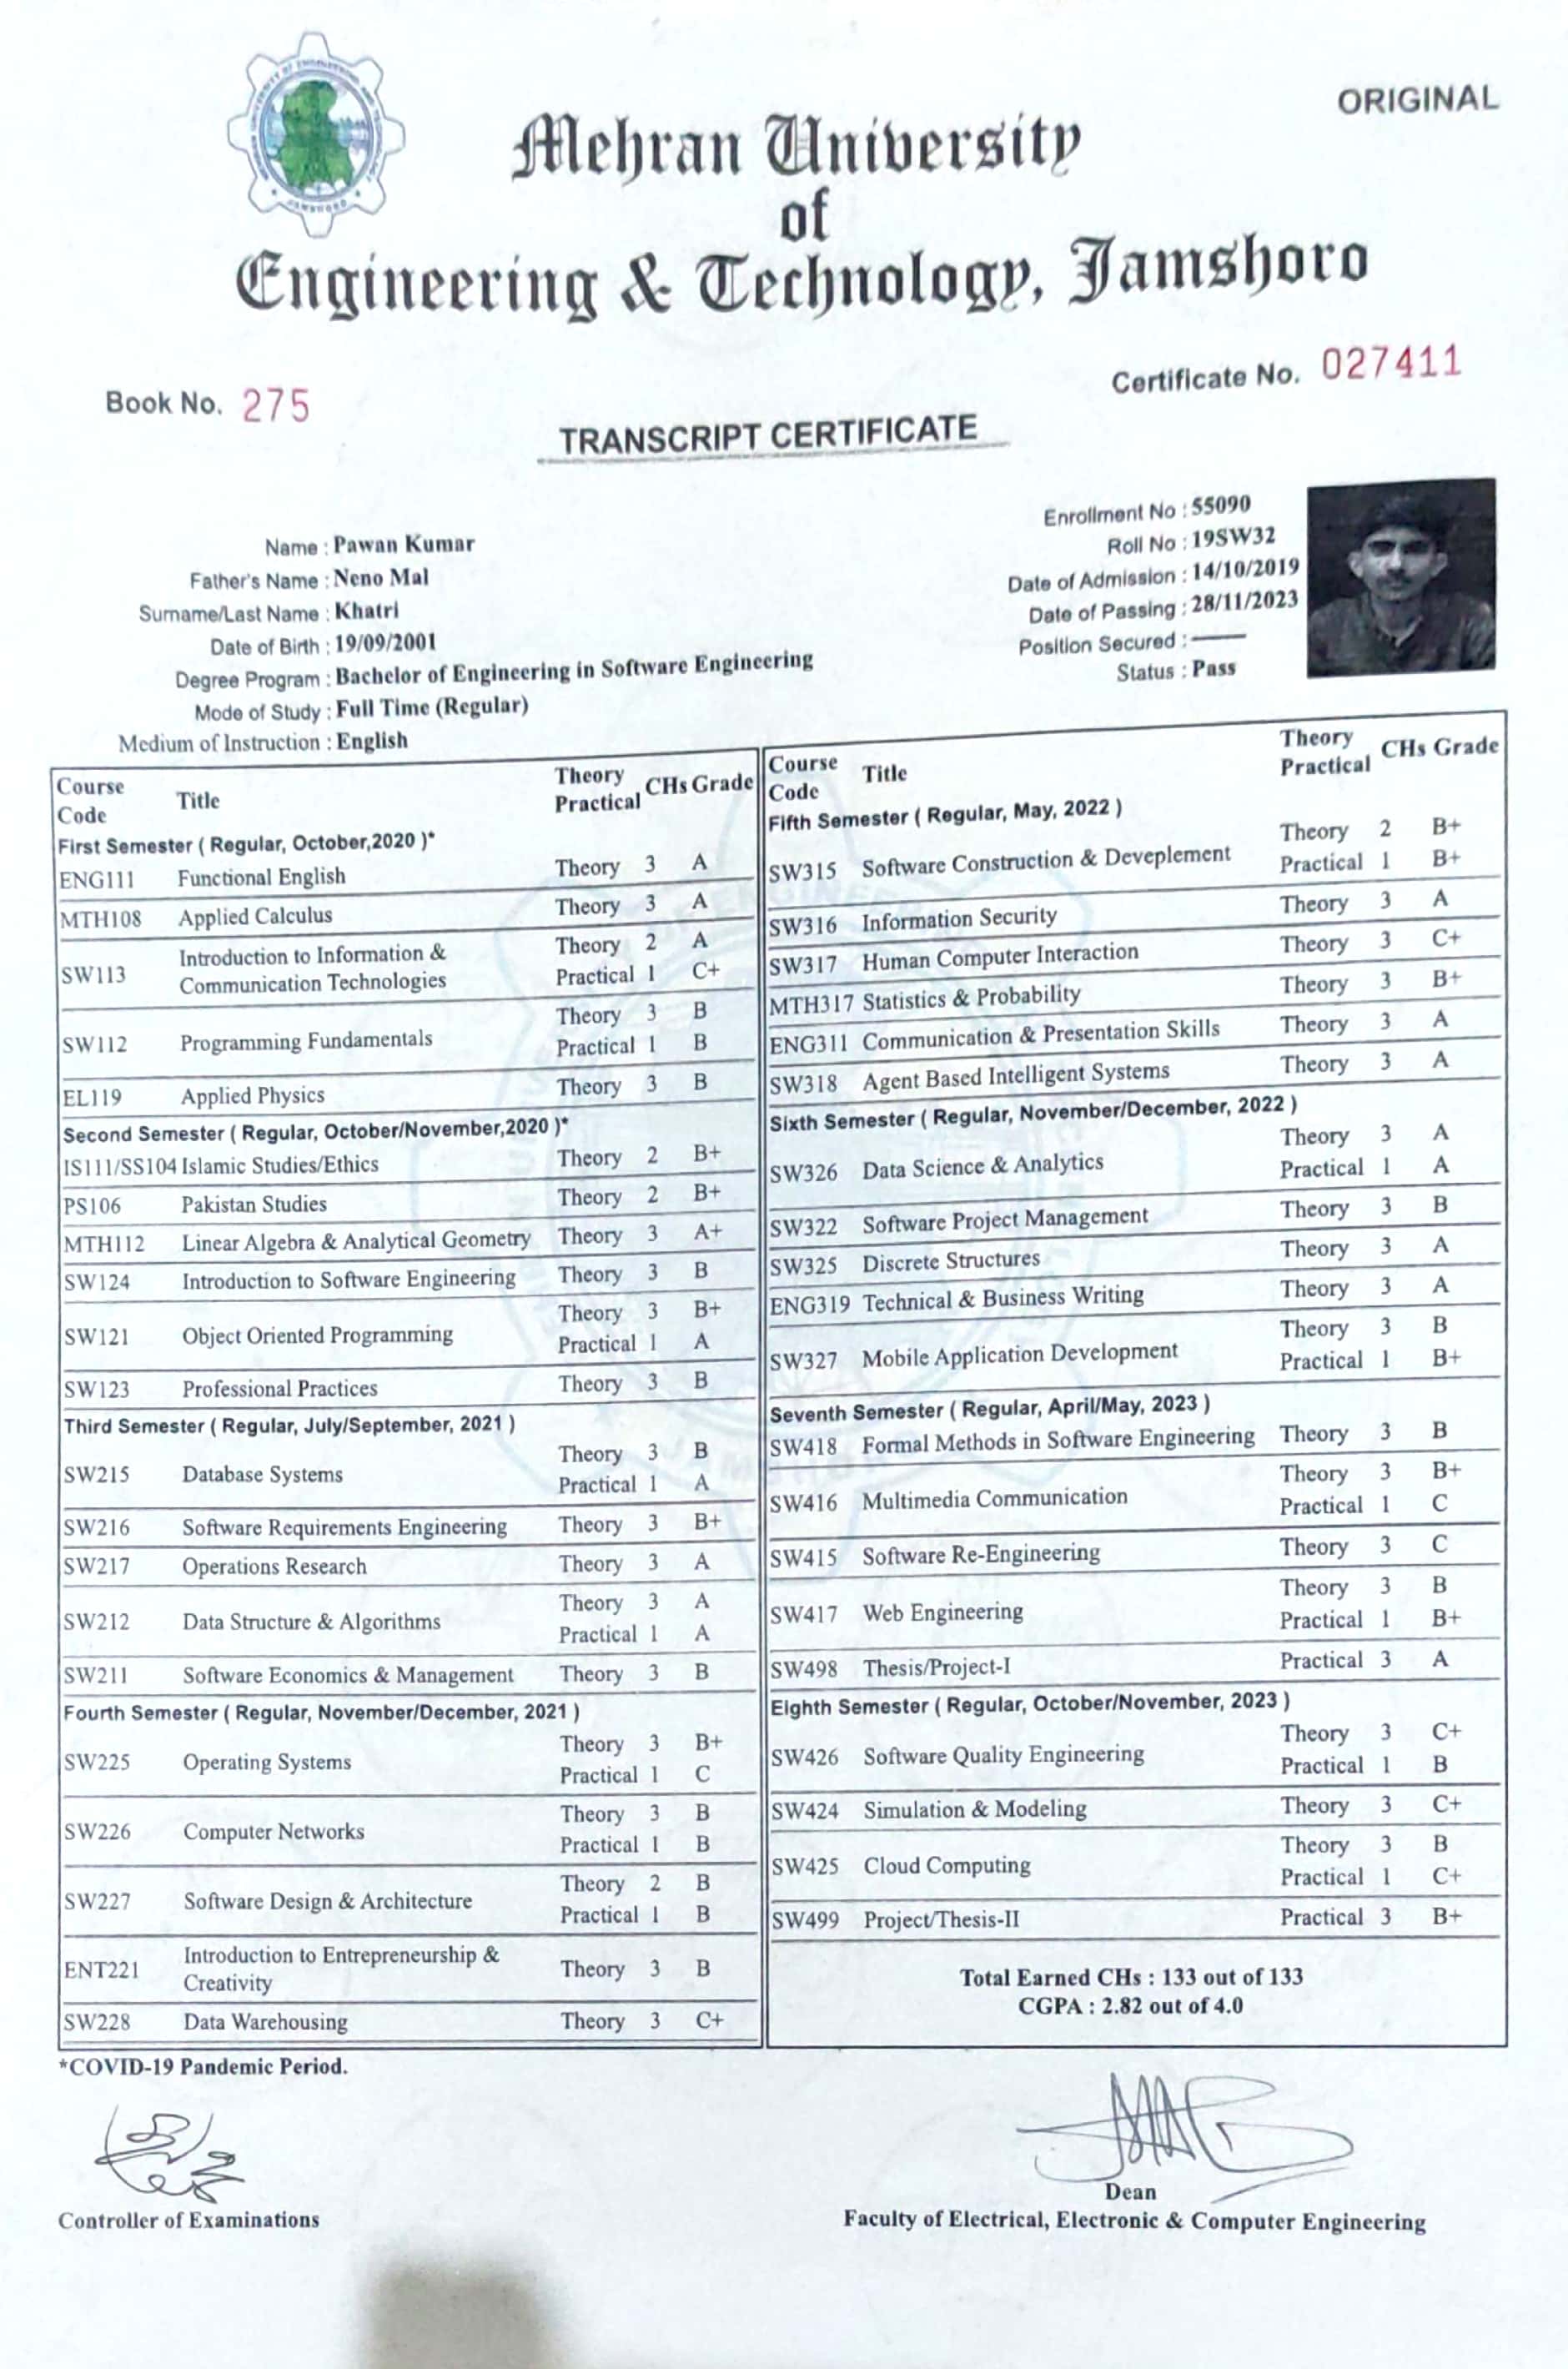 ORIGINAL
Mehran University
of
Engineering & Technology, Jamshoro
Book No. 275
Certificate No. 027411
TRANSCRIPT CERTIFICATE
Name : Pawan Kumar
Father's Name : Neno Mal
Surname/Last Name : Khatri
Date of Birth : 19/09/2001
Degree Program : Bachelor of Engineering in Software Engineering
Mode of Study : Full Time (Regular)
Medium of Instruction : English
Enrollment No : 55090
Roll No : 19SW32
Date of Admission : 14/10/2019
Date of Passing : 28/11/2023
Position Secured : ——
Status : Pass
Course Code Title Theory Practical CHs Grade
First Semester ( Regular, October,2020 )*
ENG111 Functional English Theory 3 A
MTH108 Applied Calculus Theory 3 A
SW113 Introduction to Information & Theory 2 A
Communication Technologies Practical 1 C+
SW112 Programming Fundamentals Theory 3 B
Practical 1 B
EL119 Applied Physics Theory 3 B
Second Semester ( Regular, October/November,2020 )*
IS111/SS104 Islamic Studies/Ethics Theory 2 B+
PS106 Pakistan Studies Theory 2 B+
MTH112 Linear Algebra & Analytical Geometry Theory 3 A+
SW124 Introduction to Software Engineering Theory 3 B
SW121 Object Oriented Programming Theory 3 B+
Practical 1 A
SW123 Professional Practices Theory 3 B
Third Semester ( Regular, July/September, 2021 )
SW215 Database Systems Theory 3 B
Practical 1 A
SW216 Software Requirements Engineering Theory 3 B+
SW217 Operations Research Theory 3 A
SW212 Data Structure & Algorithms Theory 3 A
Practical 1 A
SW211 Software Economics & Management Theory 3 B
Fourth Semester ( Regular, November/December, 2021 )
SW225 Operating Systems Theory 3 B+
Practical 1 C
SW226 Computer Networks Theory 3 B
Practical 1 B
SW227 Software Design & Architecture Theory 2 B
Practical 1 B
ENT221 Introduction to Entrepreneurship & Theory 3 B
Creativity
SW228 Data Warehousing Theory 3 C+
Course Code Title Theory Practical CHs Grade
Fifth Semester ( Regular, May, 2022 )
SW315 Software Construction & Deveplement Theory 2 B+
Practical 1 B+
SW316 Information Security Theory 3 A
SW317 Human Computer Interaction Theory 3 C+
MTH317 Statistics & Probability Theory 3 B+
ENG311 Communication & Presentation Skills Theory 3 A
SW318 Agent Based Intelligent Systems Theory 3 A
Sixth Semester ( Regular, November/December, 2022 )
SW326 Data Science & Analytics Theory 3 A
Practical 1 A
SW322 Software Project Management Theory 3 B
SW325 Discrete Structures Theory 3 A
ENG319 Technical & Business Writing Theory 3 A
SW327 Mobile Application Development Theory 3 B
Practical 1 B+
Seventh Semester ( Regular, April/May, 2023 )
SW418 Formal Methods in Software Engineering Theory 3 B
SW416 Multimedia Communication Theory 3 B+
Practical 1 C
SW415 Software Re-Engineering Theory 3 C
SW417 Web Engineering Theory 3 B
Practical 1 B+
SW498 Thesis/Project-I Practical 3 A
Eighth Semester ( Regular, October/November, 2023 )
SW426 Software Quality Engineering Theory 3 C+
Practical 1 B
SW424 Simulation & Modeling Theory 3 C+
SW425 Cloud Computing Theory 3 B
Practical 1 C+
SW499 Project/Thesis-II Practical 3 B+
Total Earned CHs : 133 out of 133
CGPA : 2.82 out of 4.0
*COVID-19 Pandemic Period.
Controller of Examinations
Dean
Faculty of Electrical, Electronic & Computer Engineering